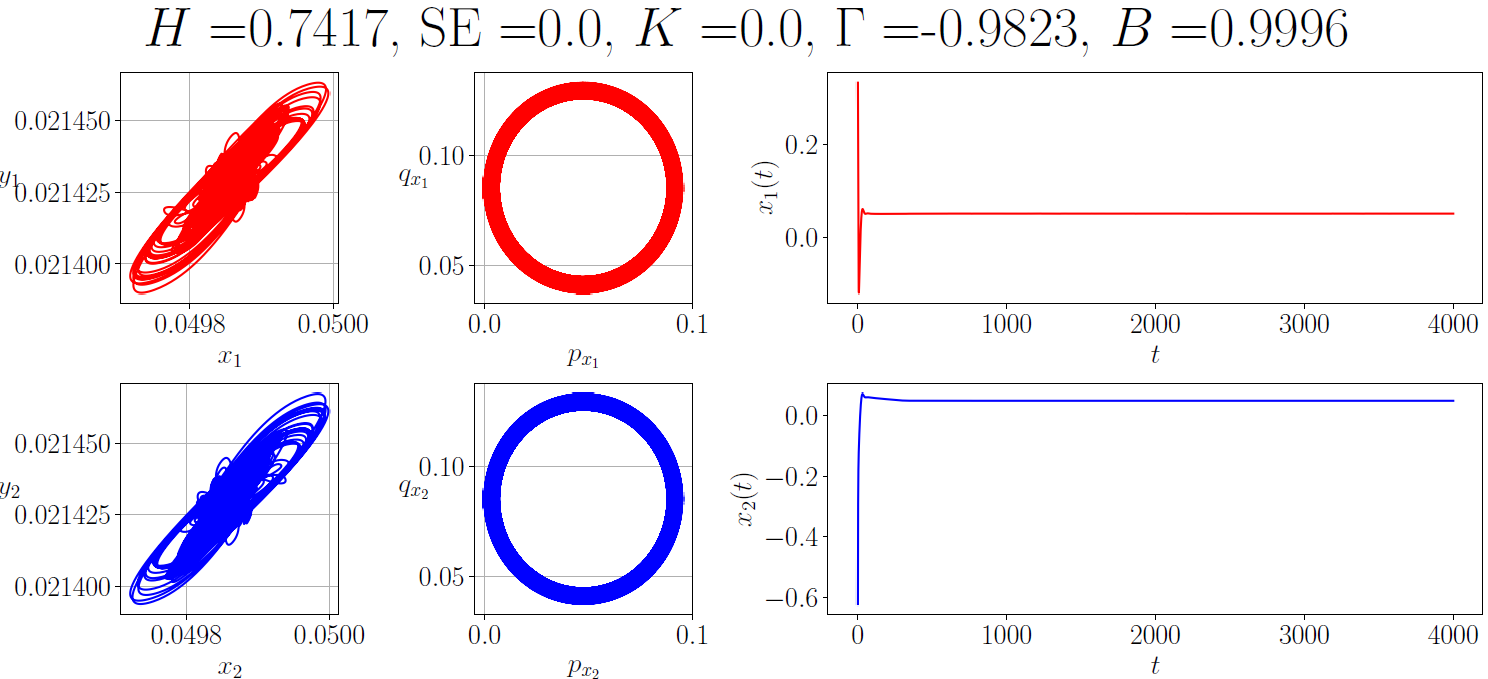 H =0.7417, SE =0.0, K =0.0, Γ =-0.9823, B =0.9996
0.021450
0.021425
0.021400
y₁
0.0498 0.0500
x₁
0.10
0.05
qₓ₁
0.0 0.1
pₓ₁
0.2
0.0
x₁(t)
0 1000 2000 3000 4000
t
0.021450
0.021425
0.021400
y₂
0.0498 0.0500
x₂
0.10
0.05
qₓ₂
0.0 0.1
pₓ₂
0.0
−0.2
−0.4
−0.6
x₂(t)
0 1000 2000 3000 4000
t